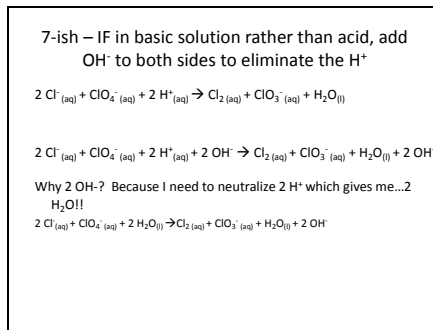 7-ish – IF in basic solution rather than acid, add
OH⁻ to both sides to eliminate the H⁺
2 Cl⁻(aq) + ClO₄⁻(aq) + 2 H⁺(aq) → Cl₂(aq) + ClO₃⁻(aq) + H₂O(l)
2 Cl⁻(aq) + ClO₄⁻(aq) + 2 H⁺(aq) + 2 OH⁻ → Cl₂(aq) + ClO₃⁻(aq) + H₂O(l) + 2 OH⁻
Why 2 OH-? Because I need to neutralize 2 H⁺ which gives me…2
H₂O!!
2 Cl⁻(aq) + ClO₄⁻(aq) + 2 H₂O(l) →Cl₂(aq) + ClO₃⁻(aq) + H₂O(l) + 2 OH⁻